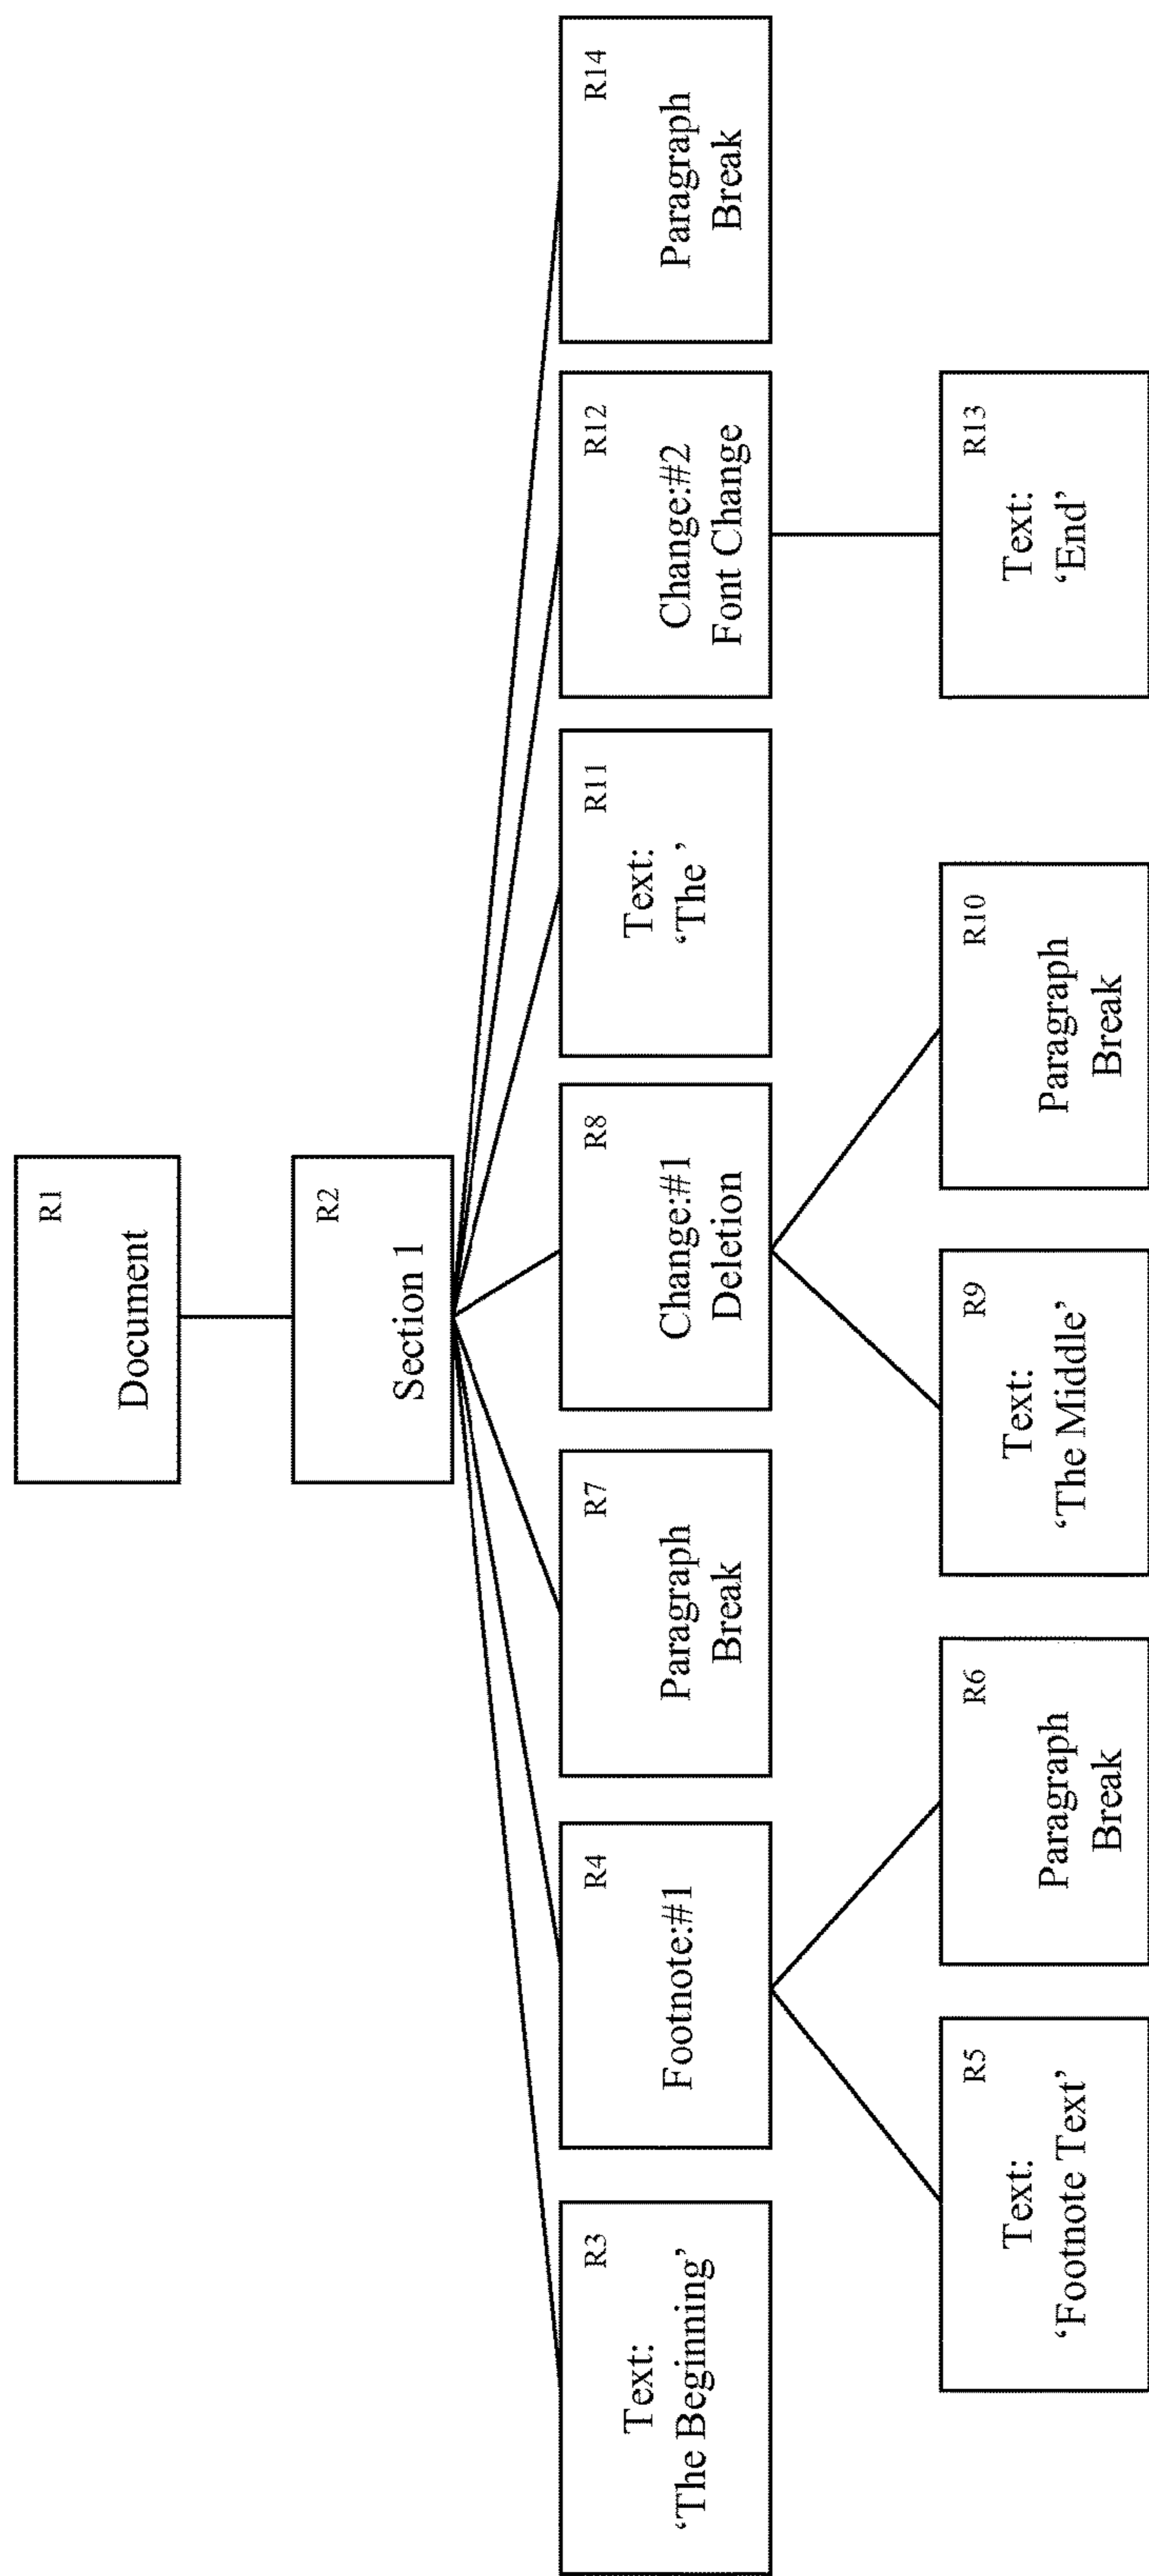 R1
Document
R2
Section 1
R3
Text:
‘The Beginning’
R4
Footnote:#1
R7
Paragraph
Break
R8
Change:#1
Deletion
R11
Text:
‘The ’
R12
Change:#2
Font Change
R14
Paragraph
Break
R5
Text:
‘Footnote Text’
R6
Paragraph
Break
R9
Text:
‘The Middle’
R10
Paragraph
Break
R13
Text:
‘End’